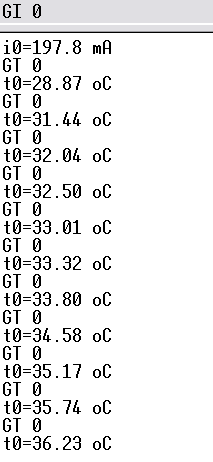 GI 0
i0=197.8 mA
GT 0
t0=28.87 oC
GT 0
t0=31.44 oC
GT 0
t0=32.04 oC
GT 0
t0=32.50 oC
GT 0
t0=33.01 oC
GT 0
t0=33.32 oC
GT 0
t0=33.80 oC
GT 0
t0=34.58 oC
GT 0
t0=35.17 oC
GT 0
t0=35.74 oC
GT 0
t0=36.23 oC